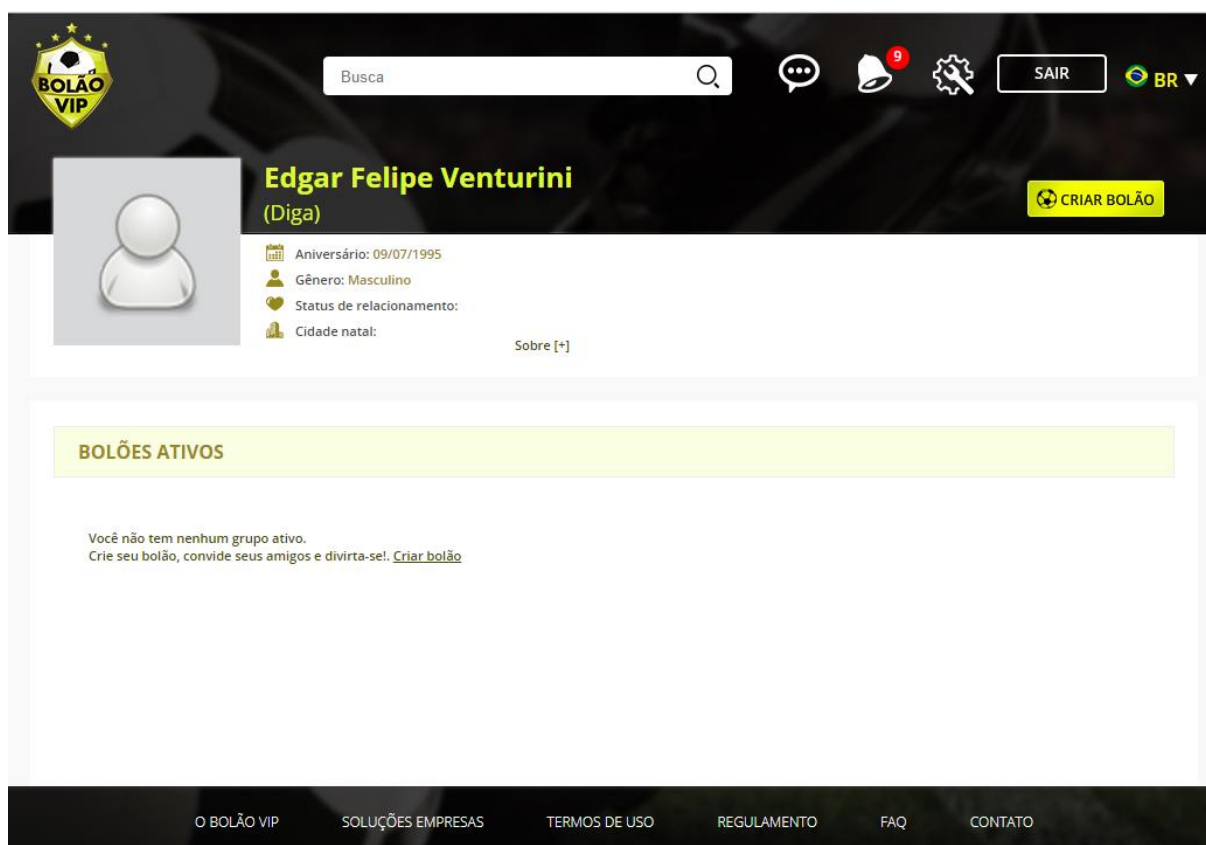 BOLÃO
VIP
Busca
9
SAIR
BR
Edgar Felipe Venturini
(Diga)
CRIAR BOLÃO
Aniversário: 09/07/1995
Gênero: Masculino
Status de relacionamento:
Cidade natal:
Sobre [+]
BOLÕES ATIVOS
Você não tem nenhum grupo ativo.
Crie seu bolão, convide seus amigos e divirta-se!. Criar bolão
O BOLÃO VIP SOLUÇÕES EMPRESAS TERMOS DE USO REGULAMENTO FAQ CONTATO